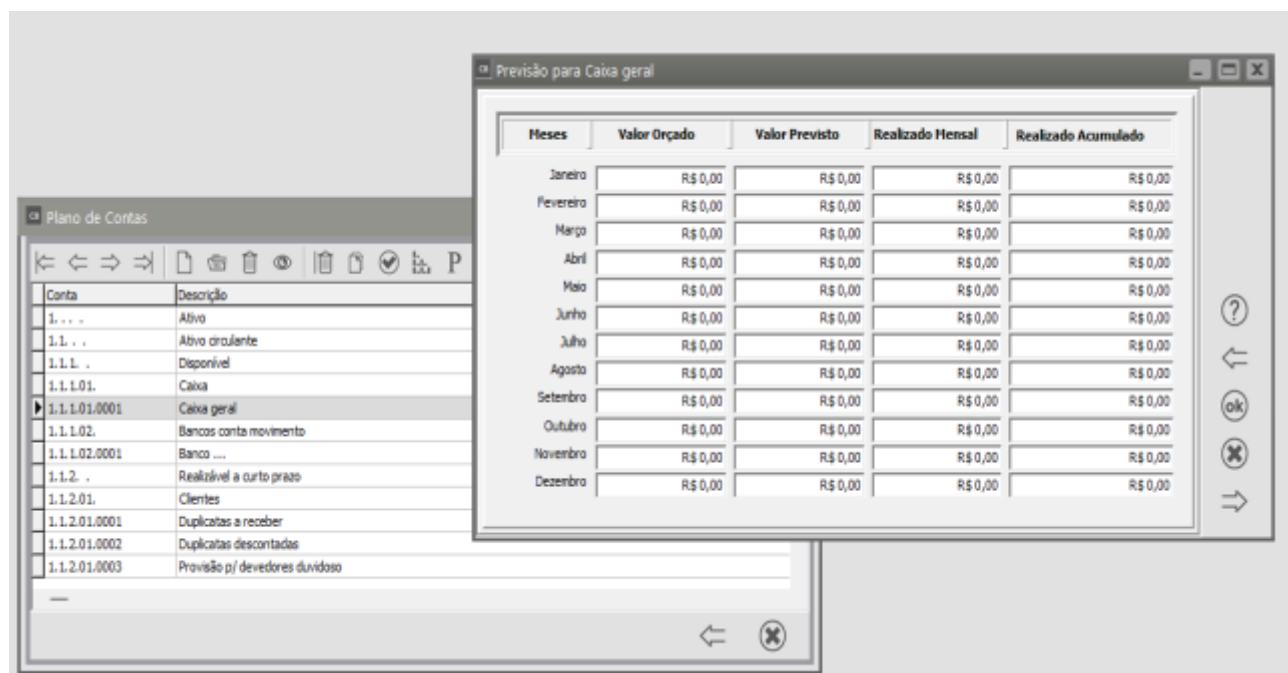 Previsão para Caixa geral
Meses Valor Orçado Valor Previsto Realizado Mensal Realizado Acumulado
Janeiro R$ 0,00 R$ 0,00 R$ 0,00 R$ 0,00
Fevereiro R$ 0,00 R$ 0,00 R$ 0,00 R$ 0,00
Março R$ 0,00 R$ 0,00 R$ 0,00 R$ 0,00
Abril R$ 0,00 R$ 0,00 R$ 0,00 R$ 0,00
Maio R$ 0,00 R$ 0,00 R$ 0,00 R$ 0,00
Junho R$ 0,00 R$ 0,00 R$ 0,00 R$ 0,00
Julho R$ 0,00 R$ 0,00 R$ 0,00 R$ 0,00
Agosto R$ 0,00 R$ 0,00 R$ 0,00 R$ 0,00
Setembro R$ 0,00 R$ 0,00 R$ 0,00 R$ 0,00
Outubro R$ 0,00 R$ 0,00 R$ 0,00 R$ 0,00
Novembro R$ 0,00 R$ 0,00 R$ 0,00 R$ 0,00
Dezembro R$ 0,00 R$ 0,00 R$ 0,00 R$ 0,00
?
ok
Plano de Contas
P
Conta Descrição
1. . . . Ativo
1.1. . . Ativo circulante
1.1.1. . Disponível
1.1.1.01. Caixa
1.1.1.01.0001 Caixa geral
1.1.1.02. Bancos conta movimento
1.1.1.02.0001 Banco ....
1.1.2. . Realizável a curto prazo
1.1.2.01. Clientes
1.1.2.01.0001 Duplicatas a receber
1.1.2.01.0002 Duplicatas descontadas
1.1.2.01.0003 Provisão p/ devedores duvidoso